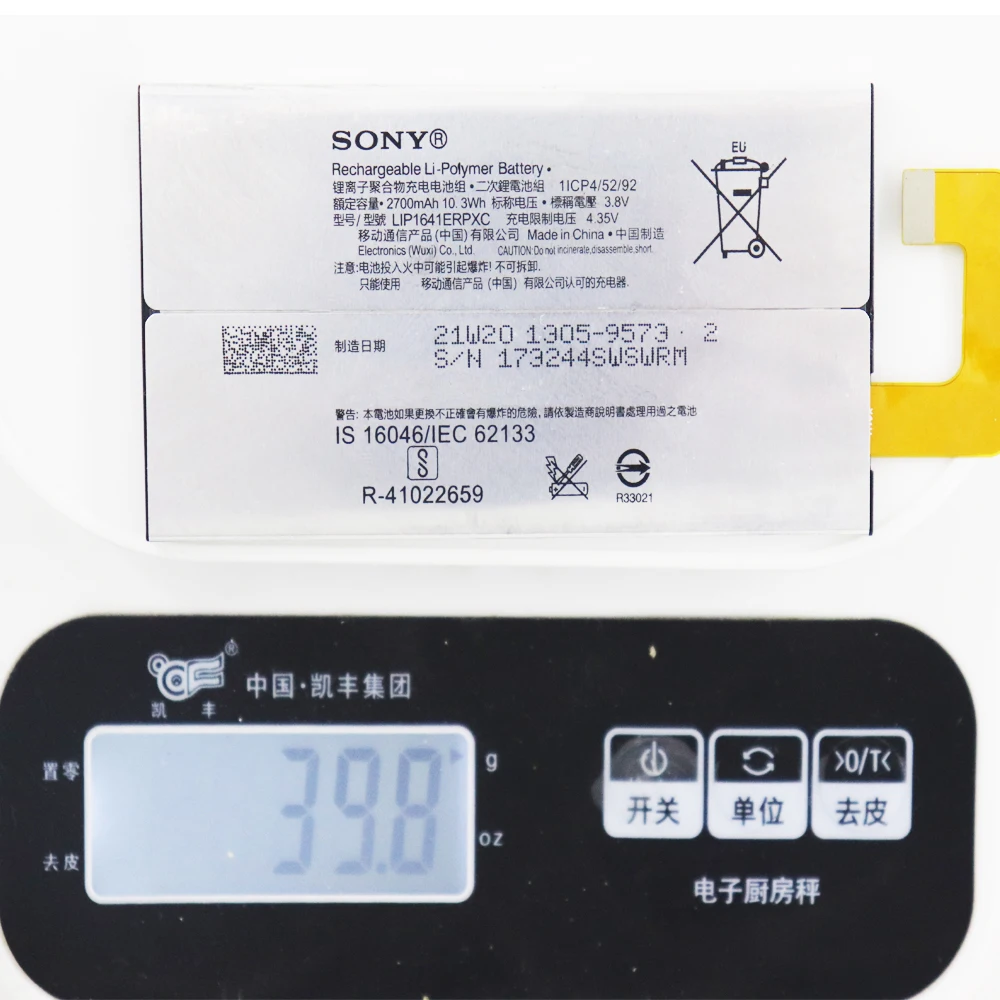 SONY®
Rechargeable Li-Polymer Battery •
EU
锂离子聚合物充电电池组 • 二次鋰電池組 1ICP4/52/92
額定容量 • 2700mAh 10.3Wh 标称电压 • 標稱電壓 3.8V
型号/型號 LIP1641ERPXC 充电限制电压 4.35V
移动通信产品(中国)有限公司 Made in China • 中国制造
Electronics (Wuxi) Co., Ltd CAUTION: Do not incinerate, disassemble, short.
注意:电池投入火中可能引起爆炸! 不可拆卸.
只能使用 移动通信产品(中国)有限公司认可的充电器.
制造日期
21W20 1305-9573 · 2
S/N 173244SWSWRM
警告: 本電池如果更換不正確會有爆炸的危險, 請依製造商說明書處理用過之電池
IS 16046/IEC 62133
R-41022659
R33021
凯丰
®
中国·凯丰集团
置零
去皮
39.8
g
oz
开关
单位
>0/T<
去皮
电子厨房秤